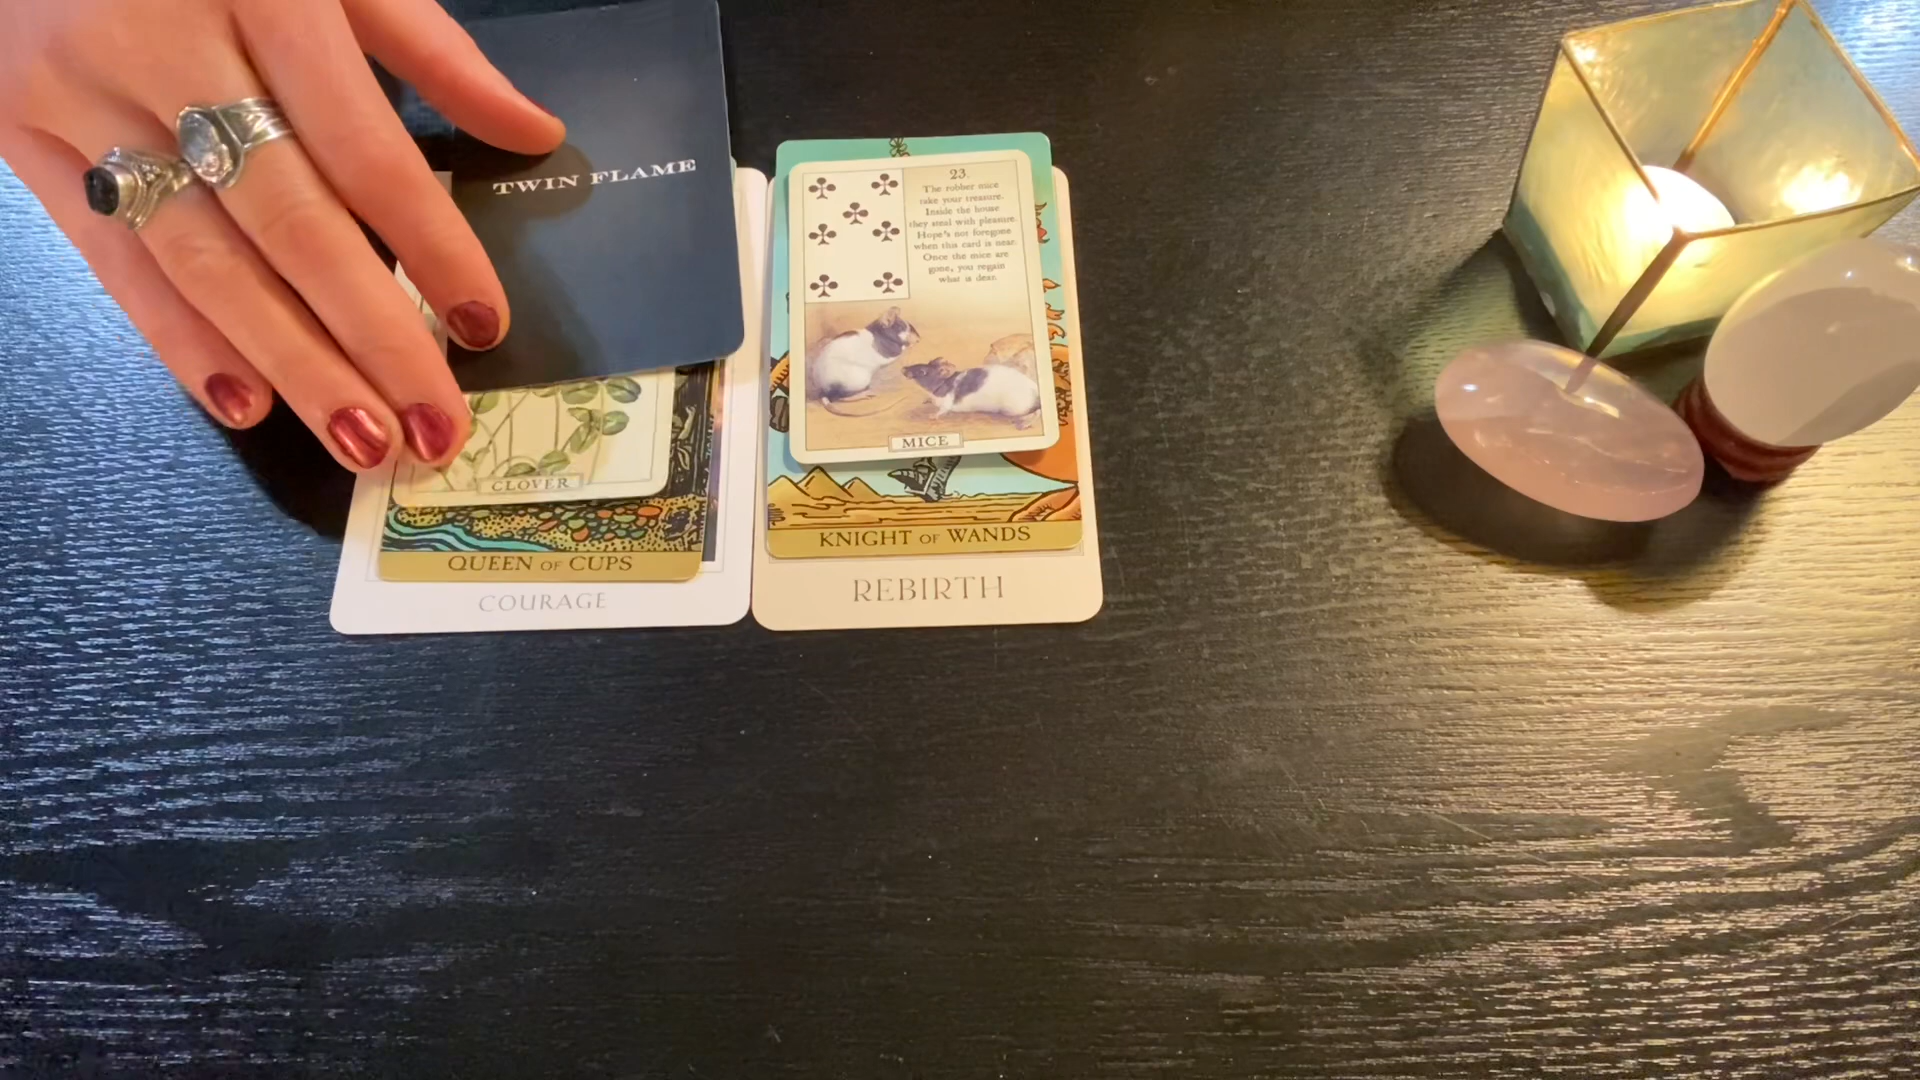 TWIN FLAME
CLOVER
QUEEN OF CUPS
COURAGE
23.
The robber mice
take your treasure.
Inside the house
they steal with pleasure.
Hope's not foregone
when this card is near.
Once the mice are
gone, you regain
what is dear.
MICE
KNIGHT OF WANDS
REBIRTH